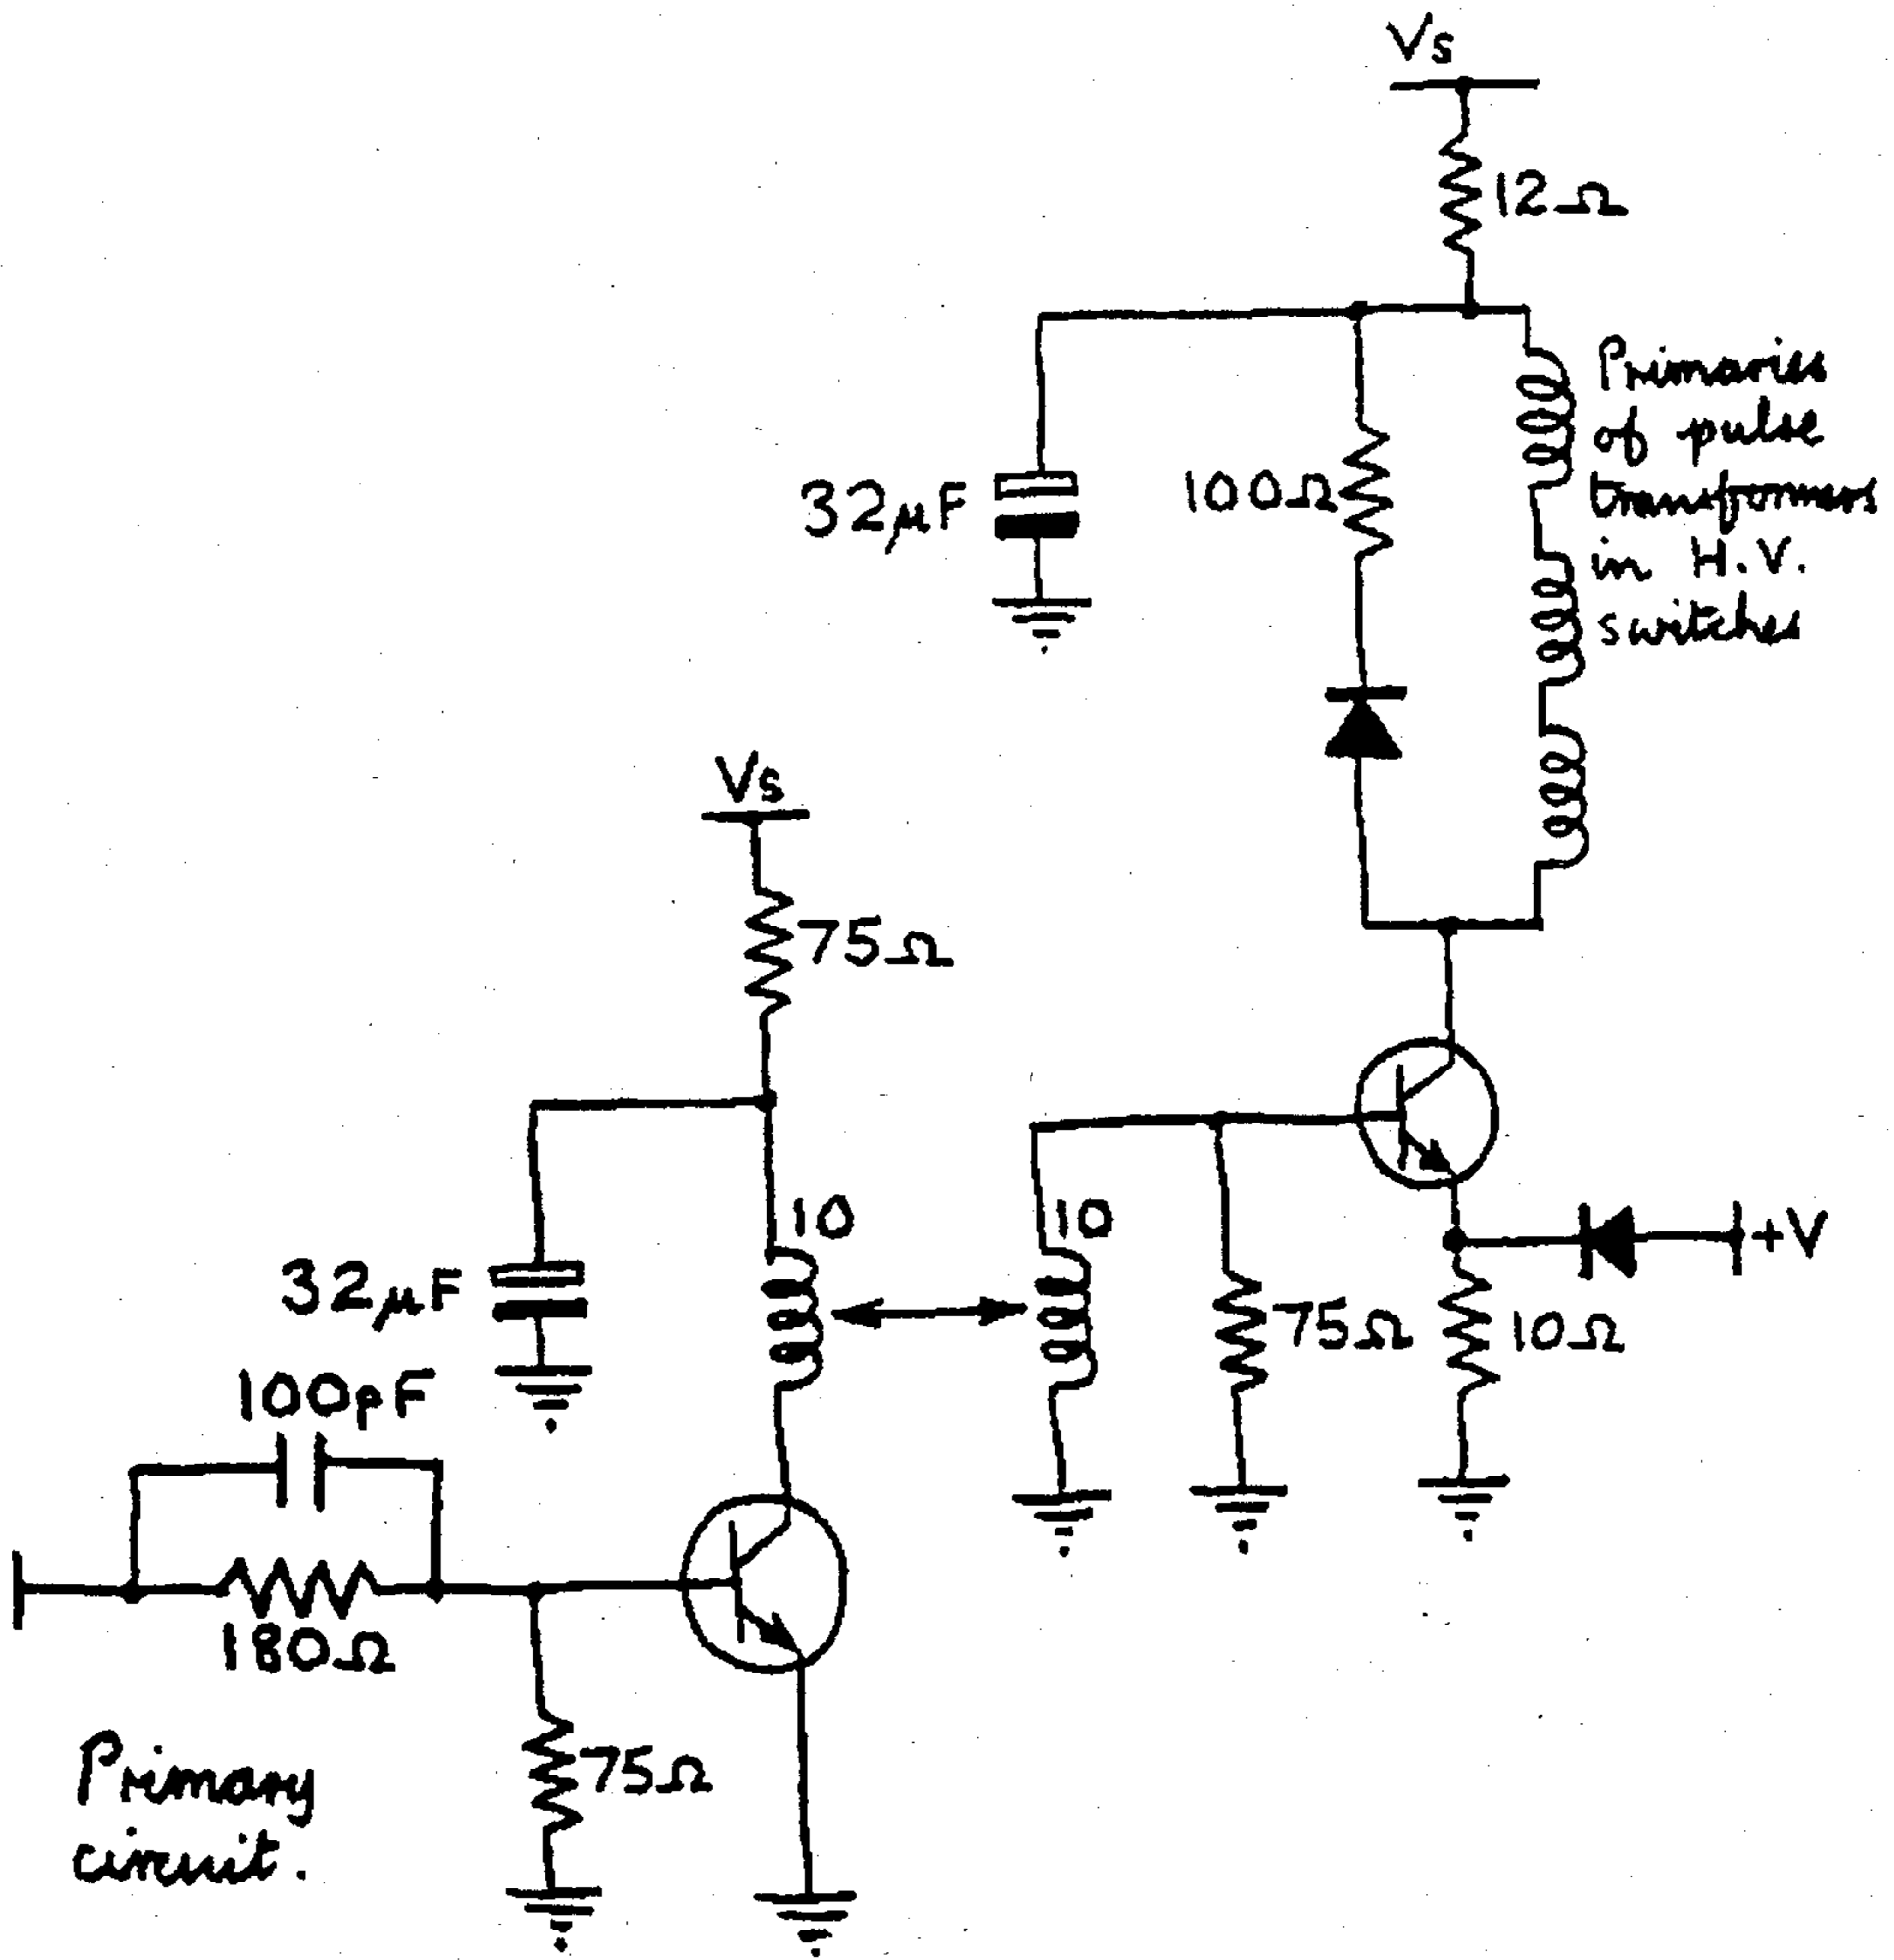 Vs
12Ω
Primaries
of pulse
transformers
in H.V.
switches
32μF
100Ω
Vs
75Ω
10
10
+V
32μF
75Ω
10Ω
100pF
180Ω
75Ω
Primary
circuit.